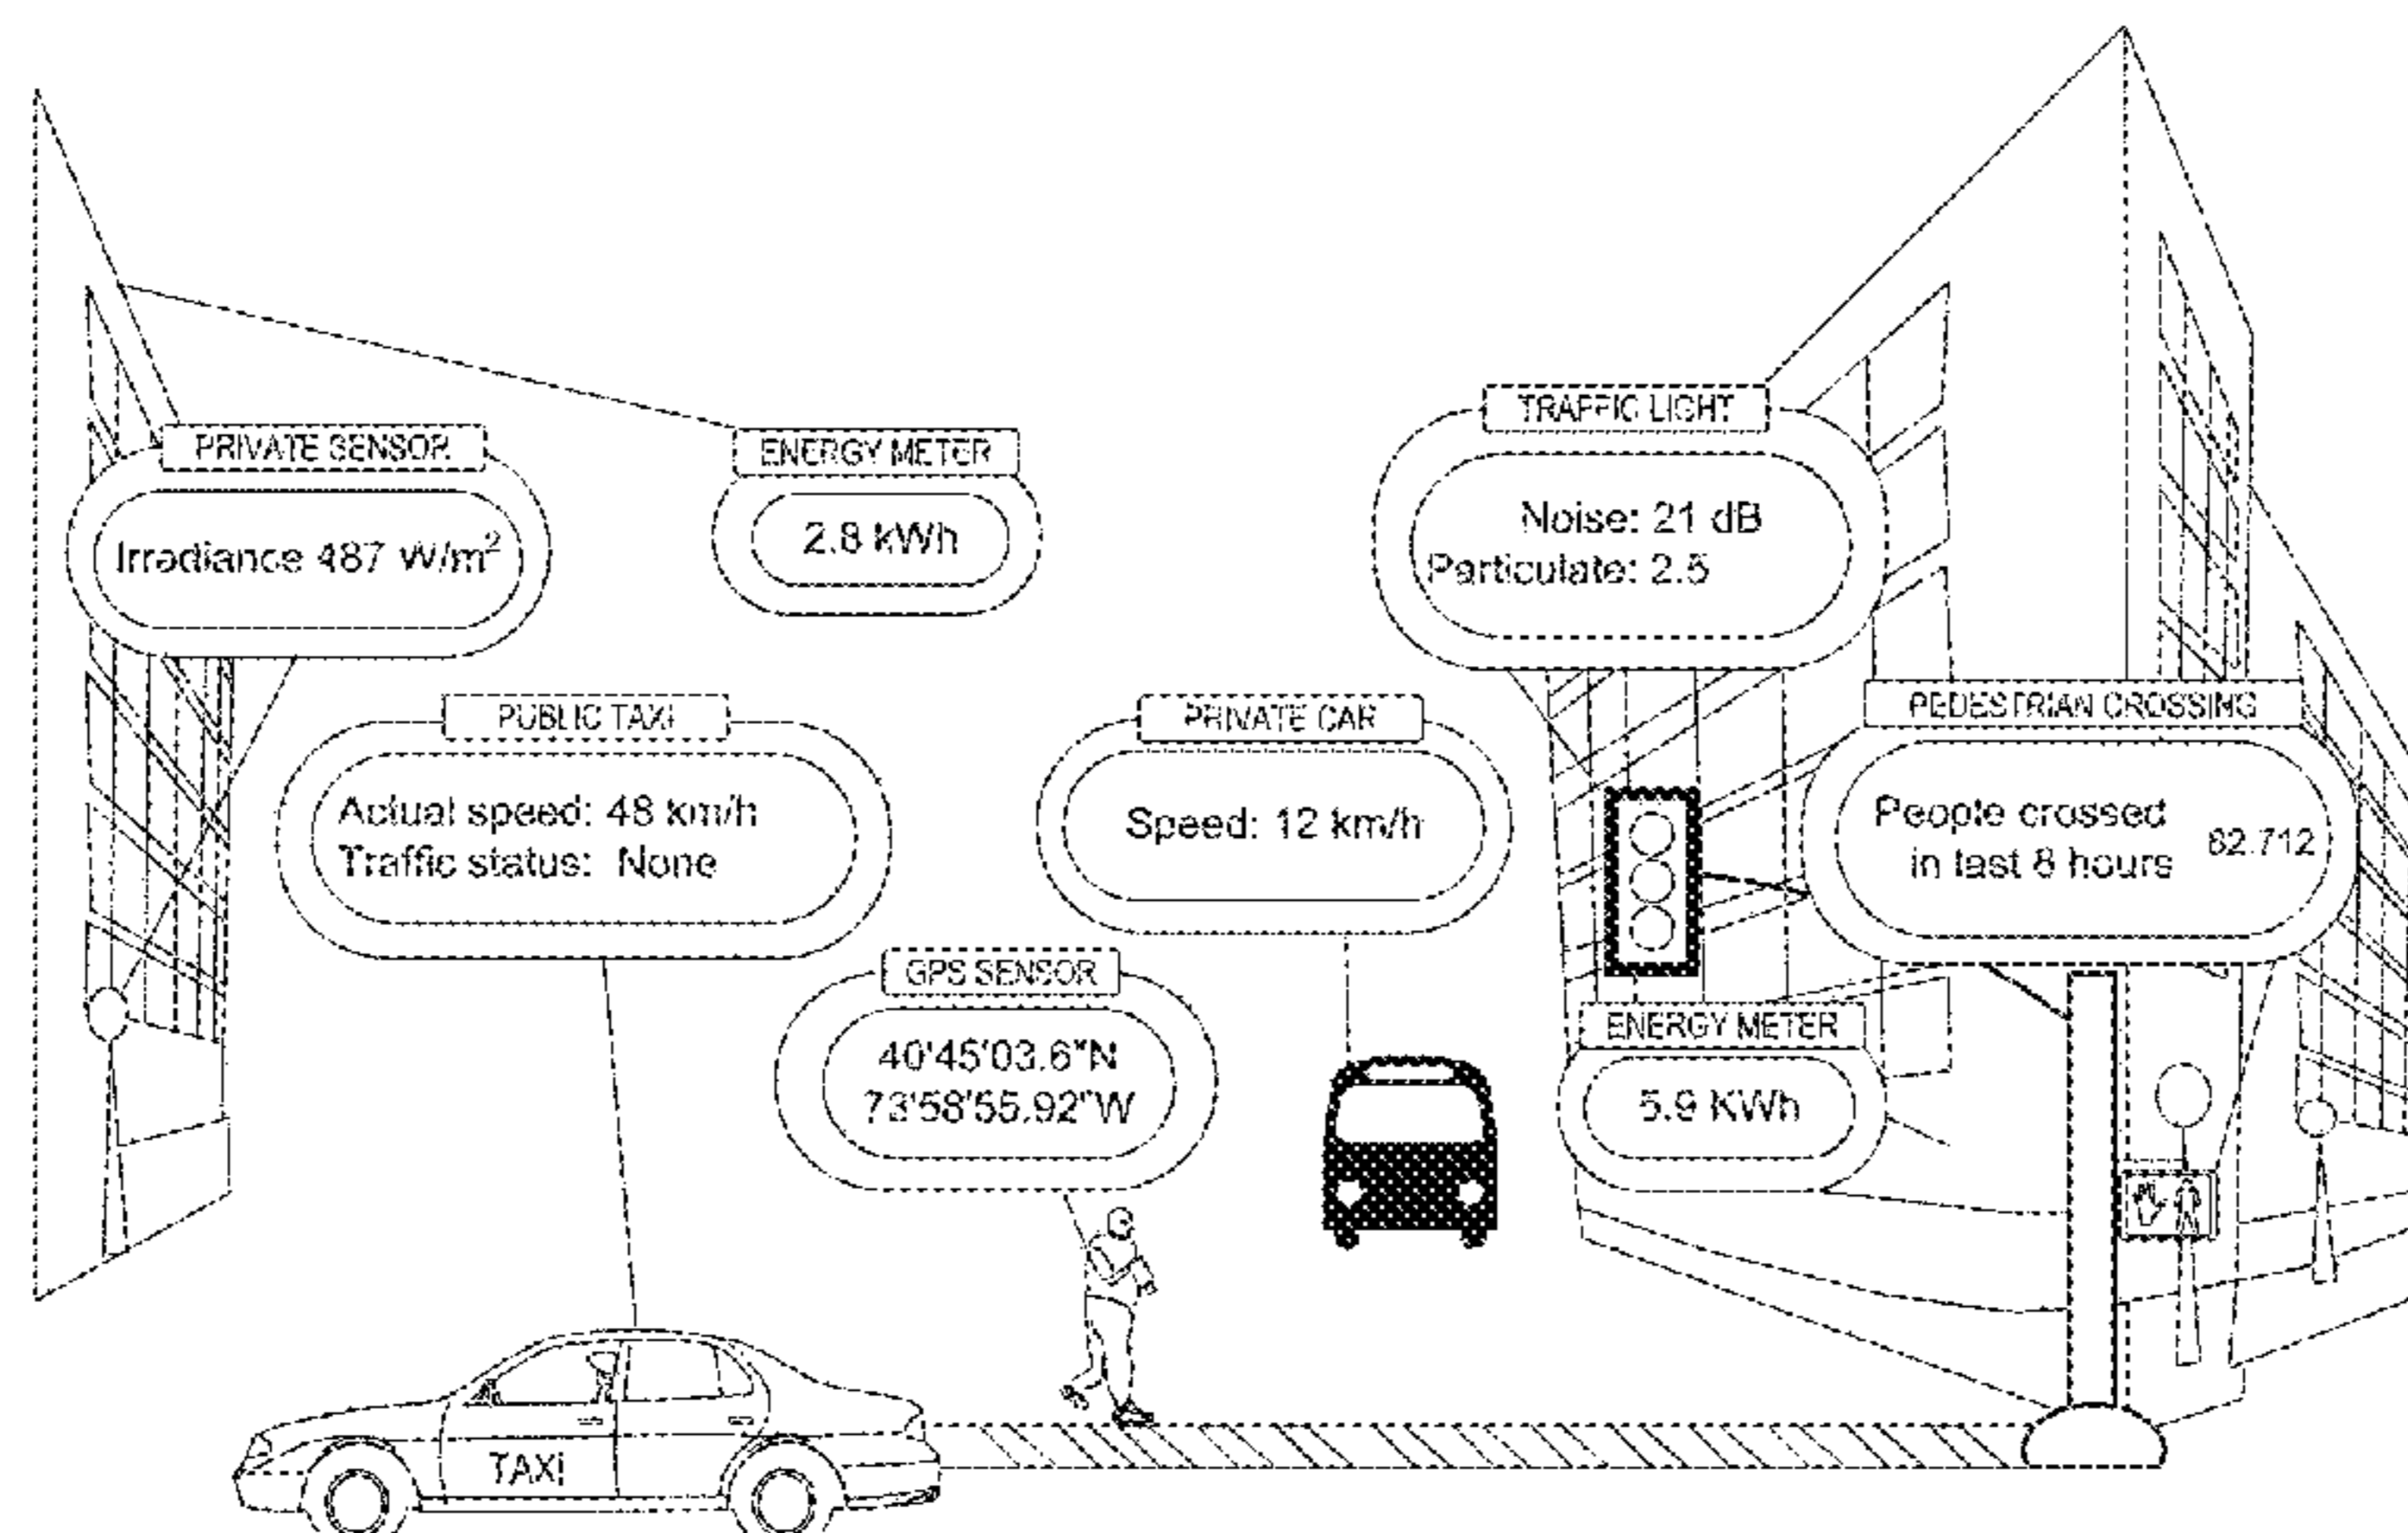 PRIVATE SENSOR
Irradiance 487 W/m²
ENERGY METER
2.8 kWh
TRAFFIC LIGHT
Noise: 21 dB
Particulate: 2.5
PUBLIC TAXI
Actual speed: 48 km/h
Traffic status: None
PRIVATE CAR
Speed: 12 km/h
PEDESTRIAN CROSSING
People crossed
in last 8 hours
62.712
GPS SENSOR
40'45'03.6"N
73'58'55.92"W
ENERGY METER
5.9 KWh
TAXI